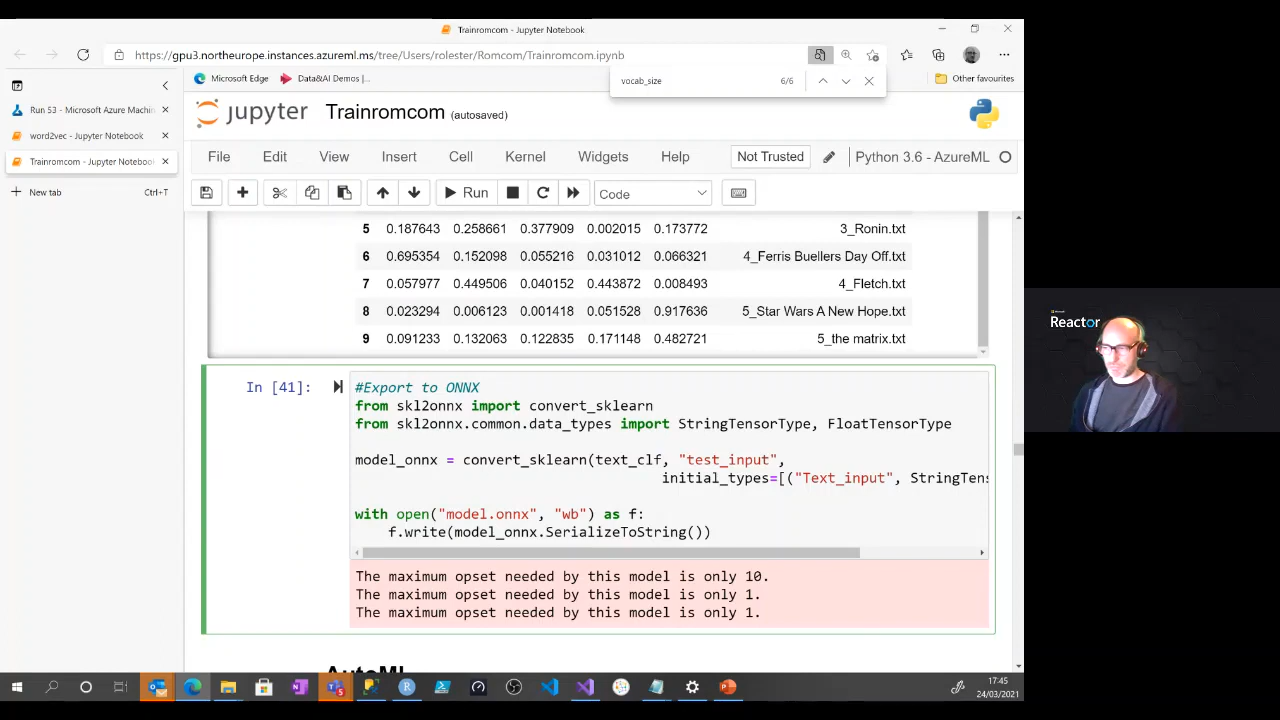 Trainromcom - Jupyter Notebook
https://gpu3.northeurope.instances.azureml.ms/tree/Users/rolester/Romcom/Trainromcom.ipynb
Microsoft Edge
Data&AI Demos |...
Other favourites
vocab_size
6/6
Run 53 - Microsoft Azure Machin
word2vec - Jupyter Notebook
Trainromcom - Jupyter Notebook
New tab
Ctrl+T
jupyter Trainromcom (autosaved)
File Edit View Insert Cell Kernel Widgets Help
Not Trusted
Python 3.6 - AzureML
Run
Code
5 0.187643 0.258661 0.377909 0.002015 0.173772 3_Ronin.txt
6 0.695354 0.152098 0.055216 0.031012 0.066321 4_Ferris Buellers Day Off.txt
7 0.057977 0.449506 0.040152 0.443872 0.008493 4_Fletch.txt
8 0.023294 0.006123 0.001418 0.051528 0.917636 5_Star Wars A New Hope.txt
9 0.091233 0.132063 0.122835 0.171148 0.482721 5_the matrix.txt
In [41]:
#Export to ONNX
from skl2onnx import convert_sklearn
from skl2onnx.common.data_types import StringTensorType, FloatTensorType
model_onnx = convert_sklearn(text_clf, "test_input",
initial_types=[("Text_input", StringTens
with open("model.onnx", "wb") as f:
f.write(model_onnx.SerializeToString())
The maximum opset needed by this model is only 10.
The maximum opset needed by this model is only 1.
The maximum opset needed by this model is only 1.
AutoML
Reactor
17:45
24/03/2021